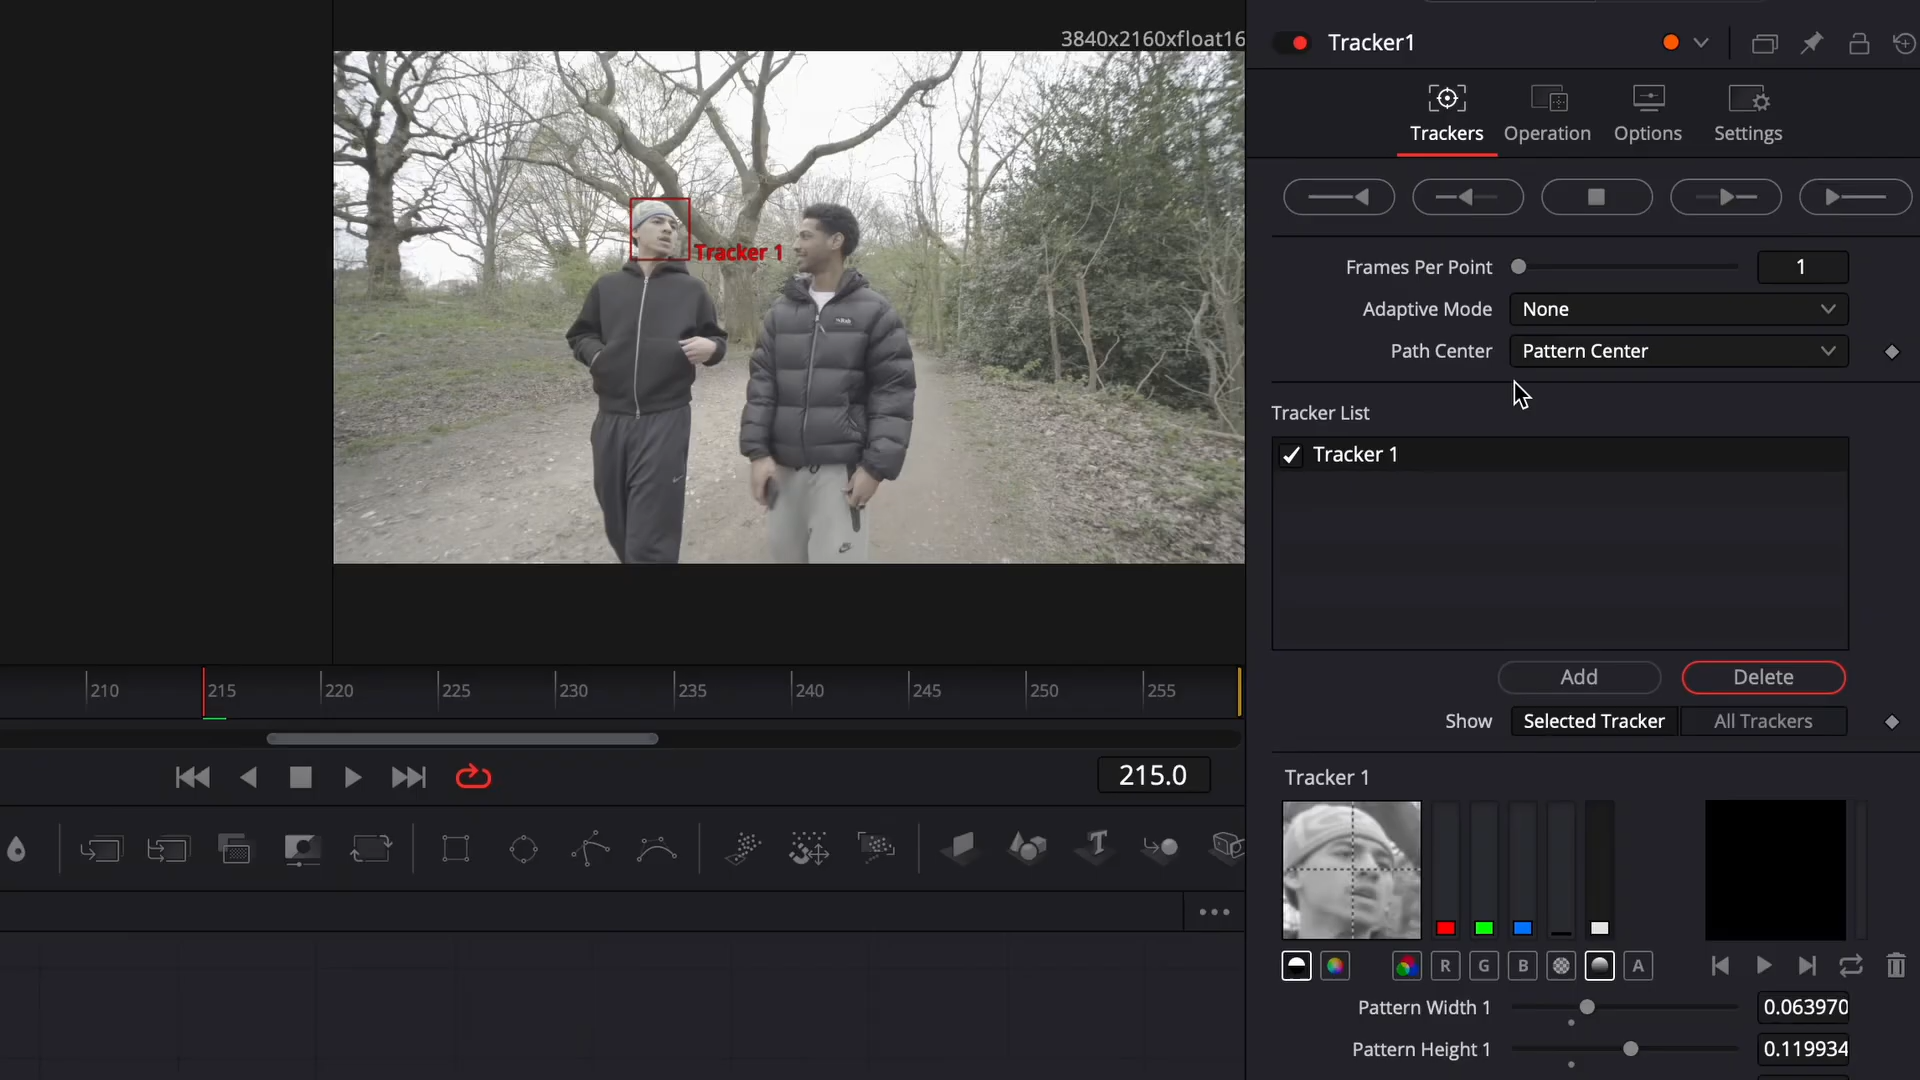 3840x2160xfloat16
Tracker1
Trackers
Operation
Options
Settings
Tracker 1
Frames Per Point
1
Adaptive Mode
None
Path Center
Pattern Center
Tracker List
Tracker 1
Add
Delete
Show
Selected Tracker
All Trackers
210
215
220
225
230
235
240
245
250
255
215.0
T
Tracker 1
R
G
B
A
Pattern Width 1
0.063970
Pattern Height 1
0.119934